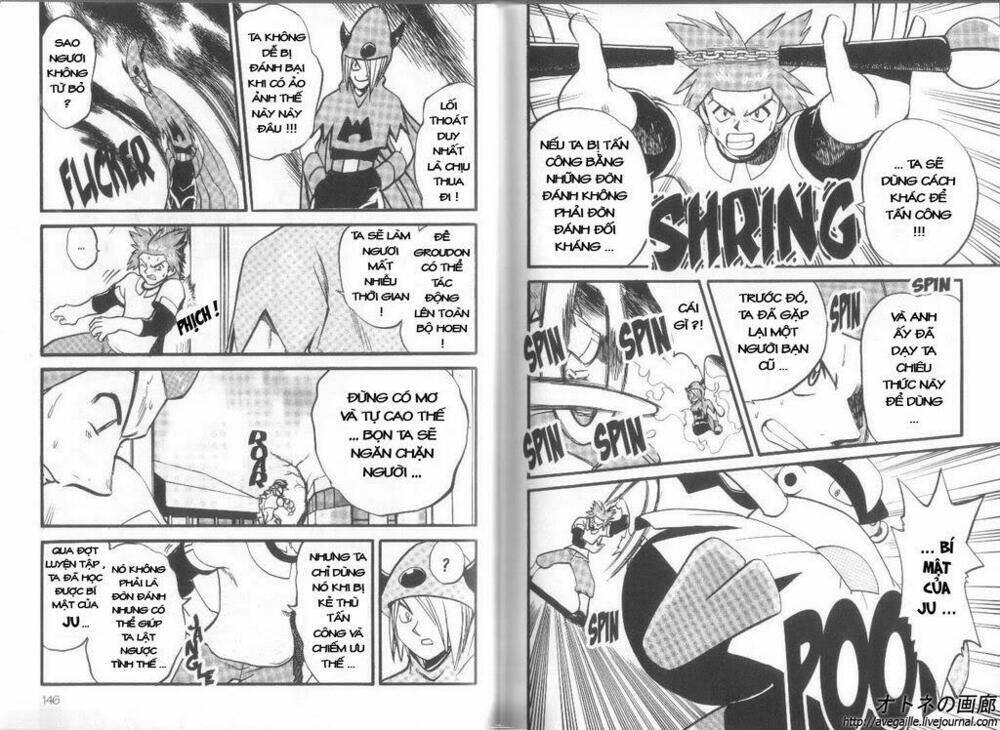 SAO
NGƯƠI
KHÔNG
TỪ BỎ
?
FLICKER
TA KHÔNG
DỄ BỊ
ĐÁNH BẠI
KHI CÓ ẢO
ẢNH THẾ
NÀY NÀY
ĐÂU !!!
LỐI
THOÁT
DUY
NHẤT
LÀ CHỊU
THUA
ĐI !
...
PHỊCH !
TA SẼ LÀM
NGƯƠI
MẤT
NHIỀU
THỜI GIAN
!
ĐỂ
GROUDON
CÓ THỂ
TÁC
ĐỘNG
LÊN TOÀN
BỘ HOEN
!
ROAR
ĐỪNG CÓ MƠ
VÀ TỰ CAO THẾ
... BỌN TA SẼ
NGĂN CHẶN
NGƯỜI ...
QUA ĐỢT
LUYỆN TẬP ,
TA ĐÃ HỌC
ĐƯỢC BÍ
MẬT CỦA
JU ...
NÓ KHÔNG
PHẢI LÀ
ĐÒN ĐÁNH
NHƯNG CÓ
THỂ GIÚP
TA LẬT
NGƯỢC
TÌNH THẾ ...
JANGLE
NHƯNG TA
CHỈ DÙNG
NÓ KHI BỊ
KẺ THÙ
TẤN
CÔNG VÀ
CHIẾM ƯU
THẾ ...
?
146
NẾU TA BỊ TẤN
CÔNG BẰNG
NHỮNG ĐÒN
ĐÁNH KHÔNG
PHẢI ĐÒN
ĐÁNH ĐỐI
KHÁNG ...
SHRING
... TA SẼ
DÙNG CÁCH
KHÁC ĐỂ
TẤN CÔNG
!!!
SPIN
SPIN
CÁI
GÌ ?!
SPIN
SPIN
TRƯỚC ĐÓ,
TA ĐÃ GẶP
LẠI MỘT
NGƯỜI BẠN
CŨ ...
SPIN
SPIN
VÀ ANH
ẤY ĐÃ
DẠY TA
CHIÊU
THỨC NÀY
ĐỂ DÙNG
...
SPIN
... BÍ
MẬT
CỦA
JU ...
POO
オトネの画廊
http://avegaille.livejournal.com